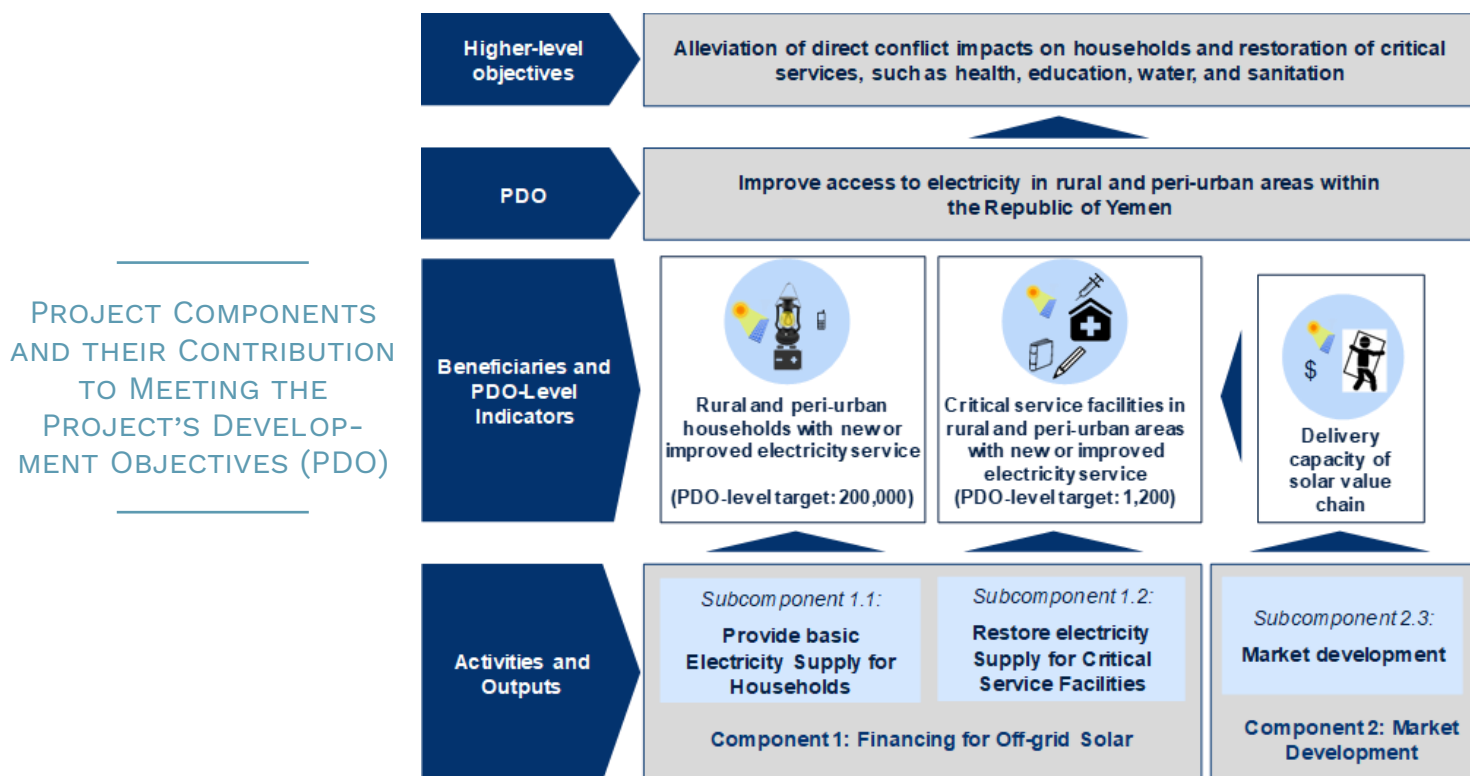 PROJECT COMPONENTS
AND THEIR CONTRIBUTION
TO MEETING THE
PROJECT'S DEVELOP-
MENT OBJECTIVES (PDO)
Higher-level
objectives
Alleviation of direct conflict impacts on households and restoration of critical
services, such as health, education, water, and sanitation
PDO
Improve access to electricity in rural and peri-urban areas within
the Republic of Yemen
Beneficiaries and
PDO-Level
Indicators
Rural and peri-urban
households with new or
improved electricity service
(PDO-level target: 200,000)
Critical service facilities in
rural and peri-urban areas
with new or improved
electricity service
(PDO-level target: 1,200)
$
Delivery
capacity of
solar value
chain
Activities and
Outputs
Subcomponent 1.1:
Provide basic
Electricity Supply for
Households
Subcomponent 1.2:
Restore electricity
Supply for Critical
Service Facilities
Component 1: Financing for Off-grid Solar
Subcomponent 2.3:
Market development
Component 2: Market
Development